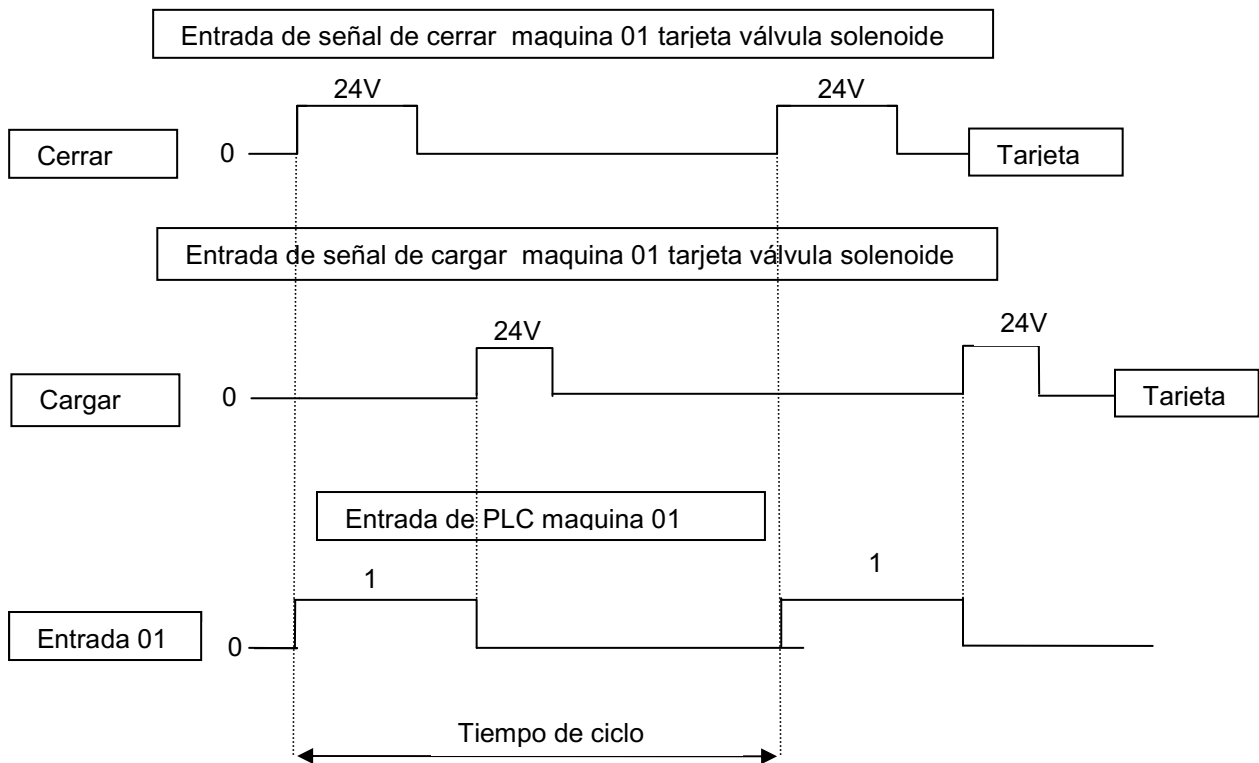 Entrada de señal de cerrar maquina 01 tarjeta válvula solenoide
24V 24V
Cerrar 0 Tarjeta
Entrada de señal de cargar maquina 01 tarjeta válvula solenoide
24V 24V
Cargar 0 Tarjeta
Entrada de PLC maquina 01
1 1
Entrada 01 0
Tiempo de ciclo